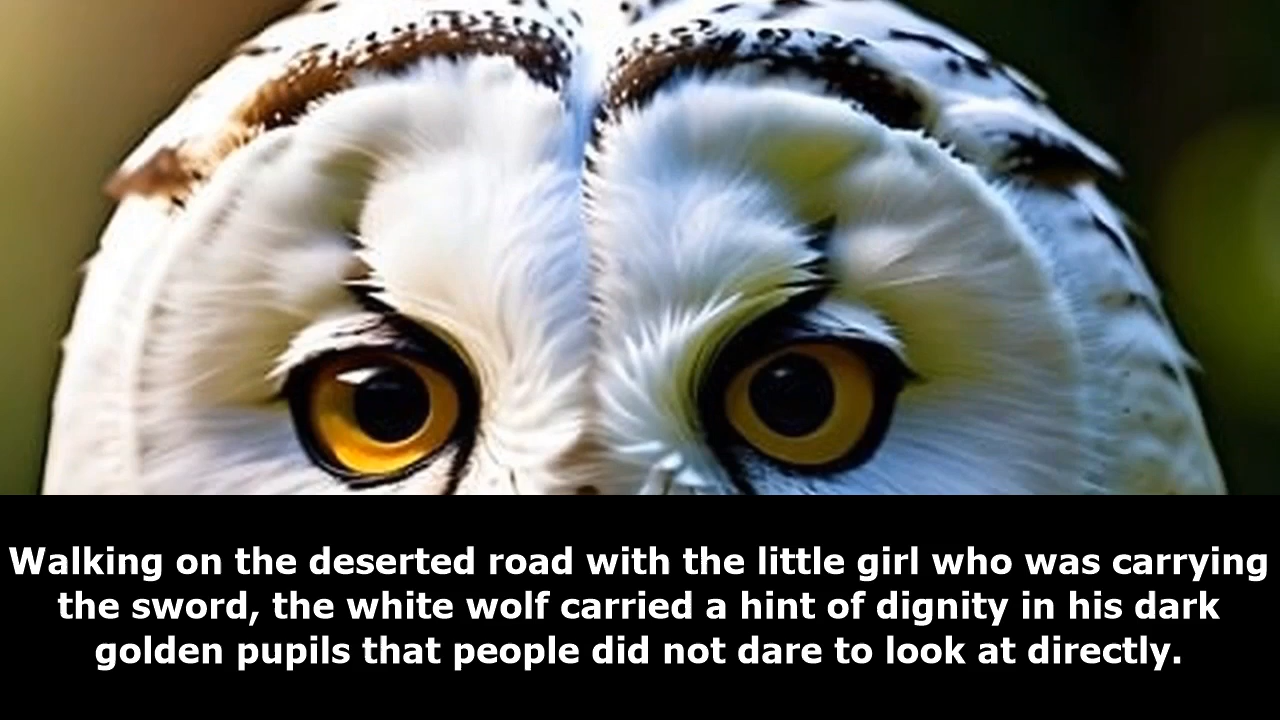 Walking on the deserted road with the little girl who was carrying
the sword, the white wolf carried a hint of dignity in his dark
golden pupils that people did not dare to look at directly.